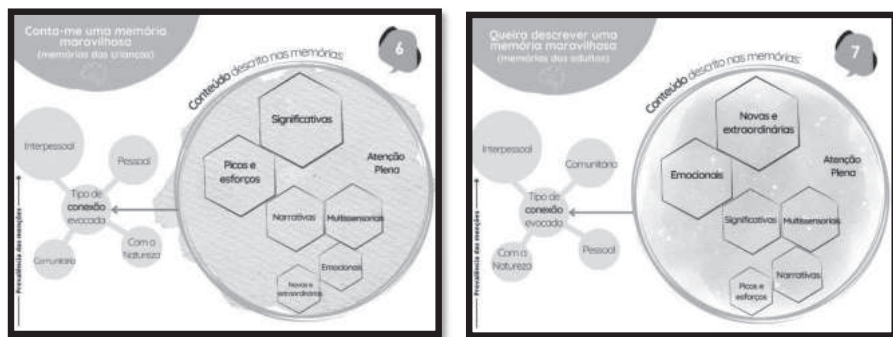 Conta-me uma memória
maravilhosa
(memórias das crianças)
6
Conteúdo descrito nas memórias:
Significativas
Picos e
esforços
Atenção
Plena
Narrativas
Multissensoriais
Emocionais
Novas e
extraordinárias
Interpessoal
Pessoal
Tipo de
conexão
evocada
Comunitário
Com a
Natureza
Prevalência das menções
Queira descrever uma
memória maravilhosa
(memórias dos adultos)
7
Conteúdo descrito nas memórias:
Novas e
extraordinárias
Emocionais
Atenção
Plena
Significativas
Multissensoriais
Narrativas
Picos e
esforços
Interpessoal
Comunitário
Tipo de
conexão
evocada
Com a
Natureza
Pessoal
Prevalência das menções